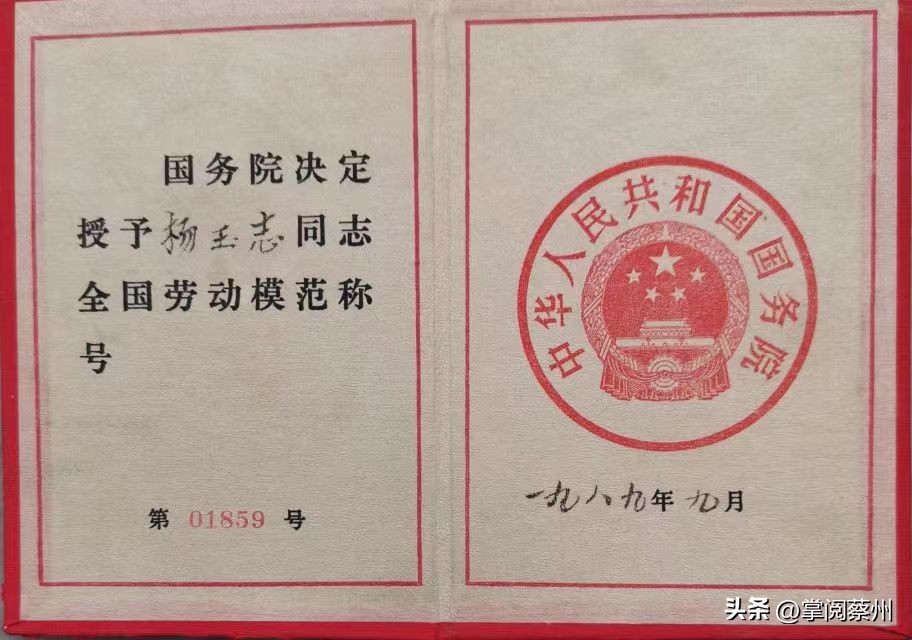 国务院决定
授予杨玉志同志
全国劳动模范称
号
第 01859 号
中华人民共和国国务院
一九八九年九月
头条 @掌阅蔡州